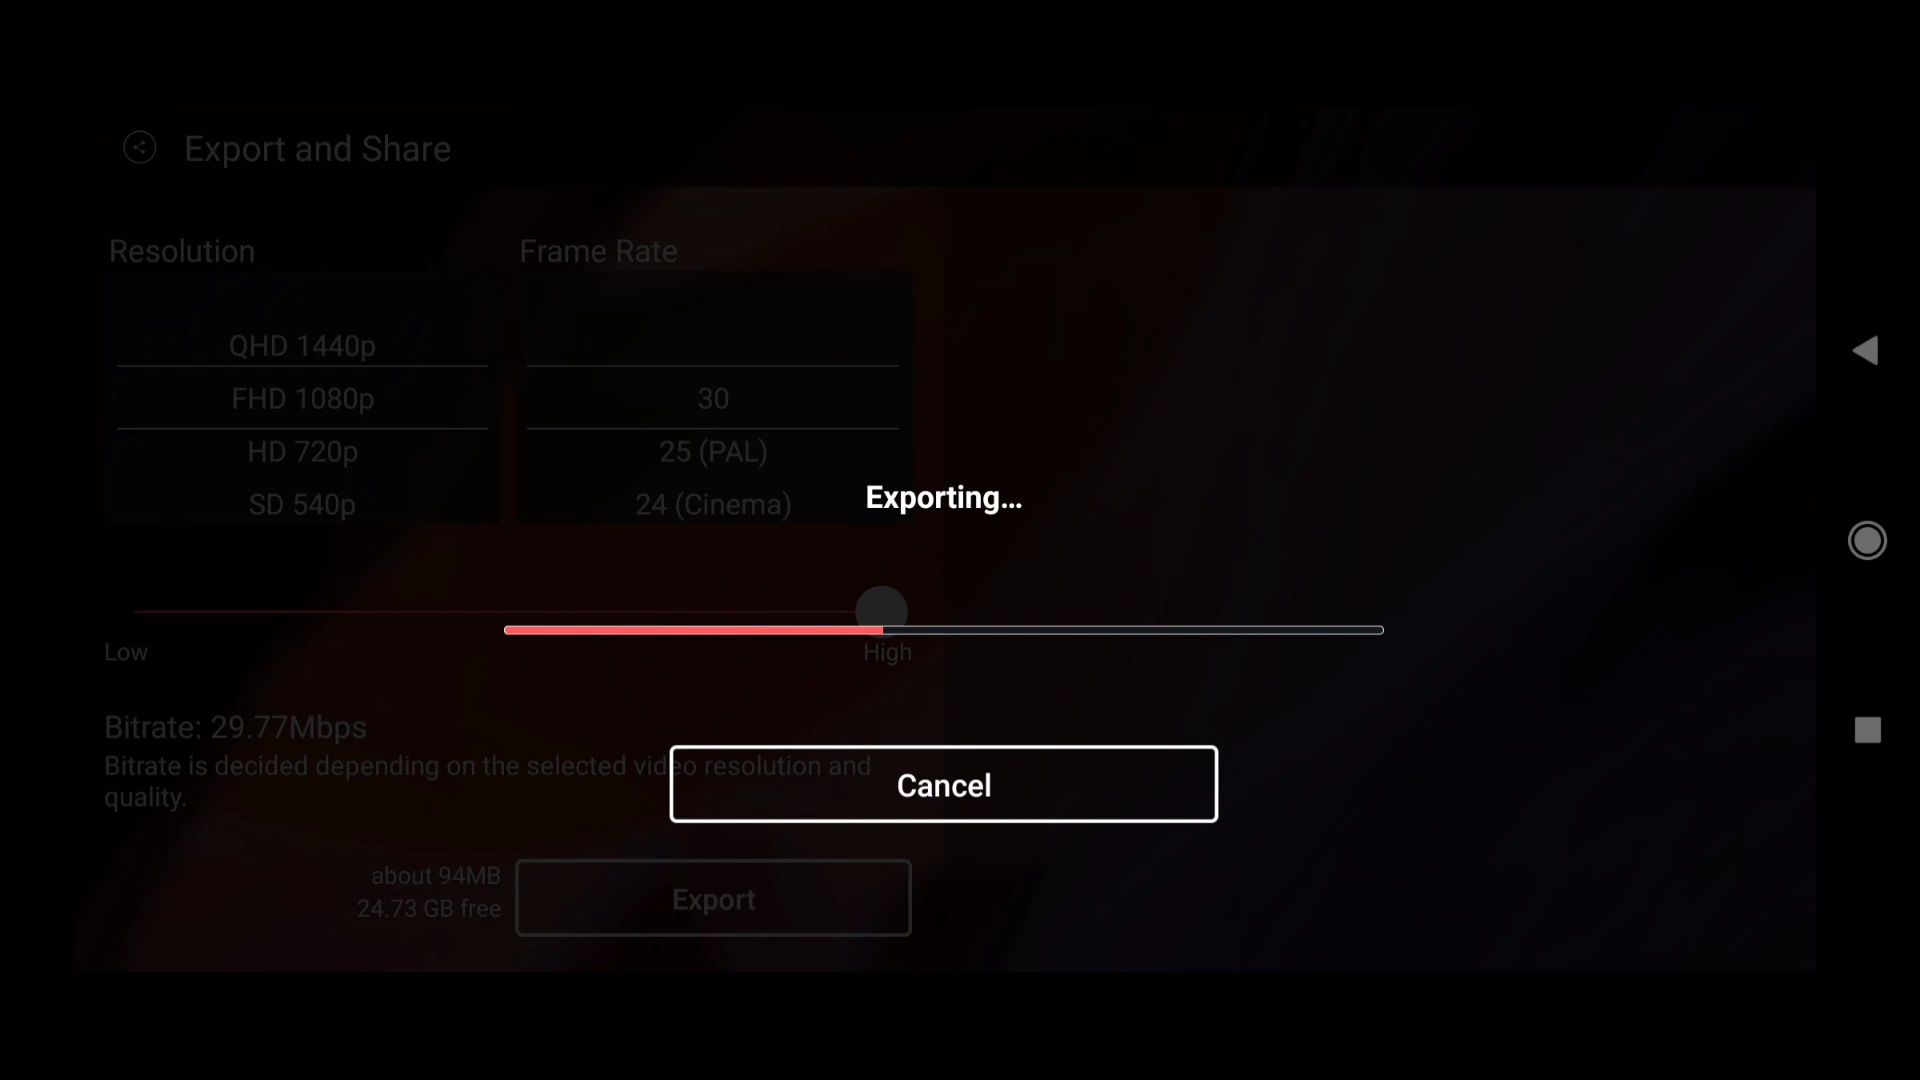 Export and Share
Resolution
Frame Rate
QHD 1440p
FHD 1080p
HD 720p
SD 540p
30
25 (PAL)
24 (Cinema)
Exporting...
Low
High
Bitrate: 29.77Mbps
Bitrate is decided depending on the selected video resolution and
quality.
Cancel
about 94MB
24.73 GB free
Export